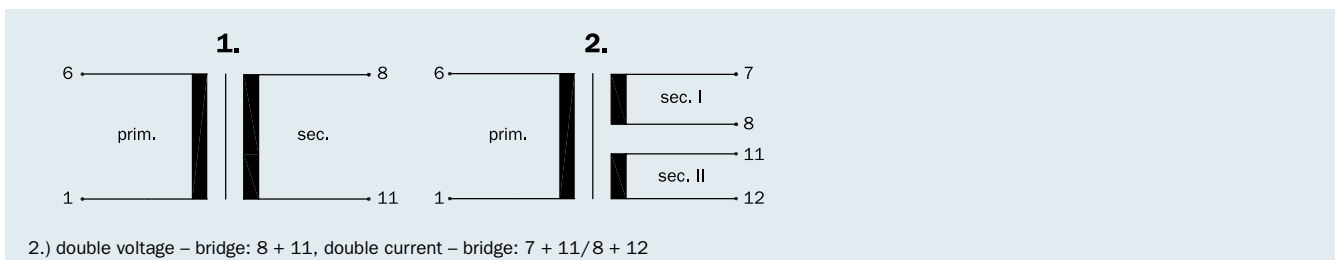 1. 2.
6 8 6 7
sec. I
prim. sec. prim. 8
11
sec. II
1 11 1 12
2.) double voltage – bridge: 8 + 11, double current – bridge: 7 + 11/8 + 12